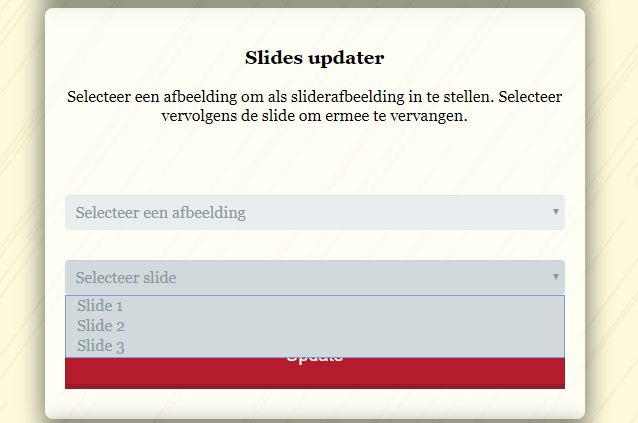 Slides updater
Selecteer een afbeelding om als sliderafbeelding in te stellen. Selecteer
vervolgens de slide om ermee te vervangen.
Selecteer een afbeelding
Selecteer slide
Slide 1
Slide 2
Slide 3
Update